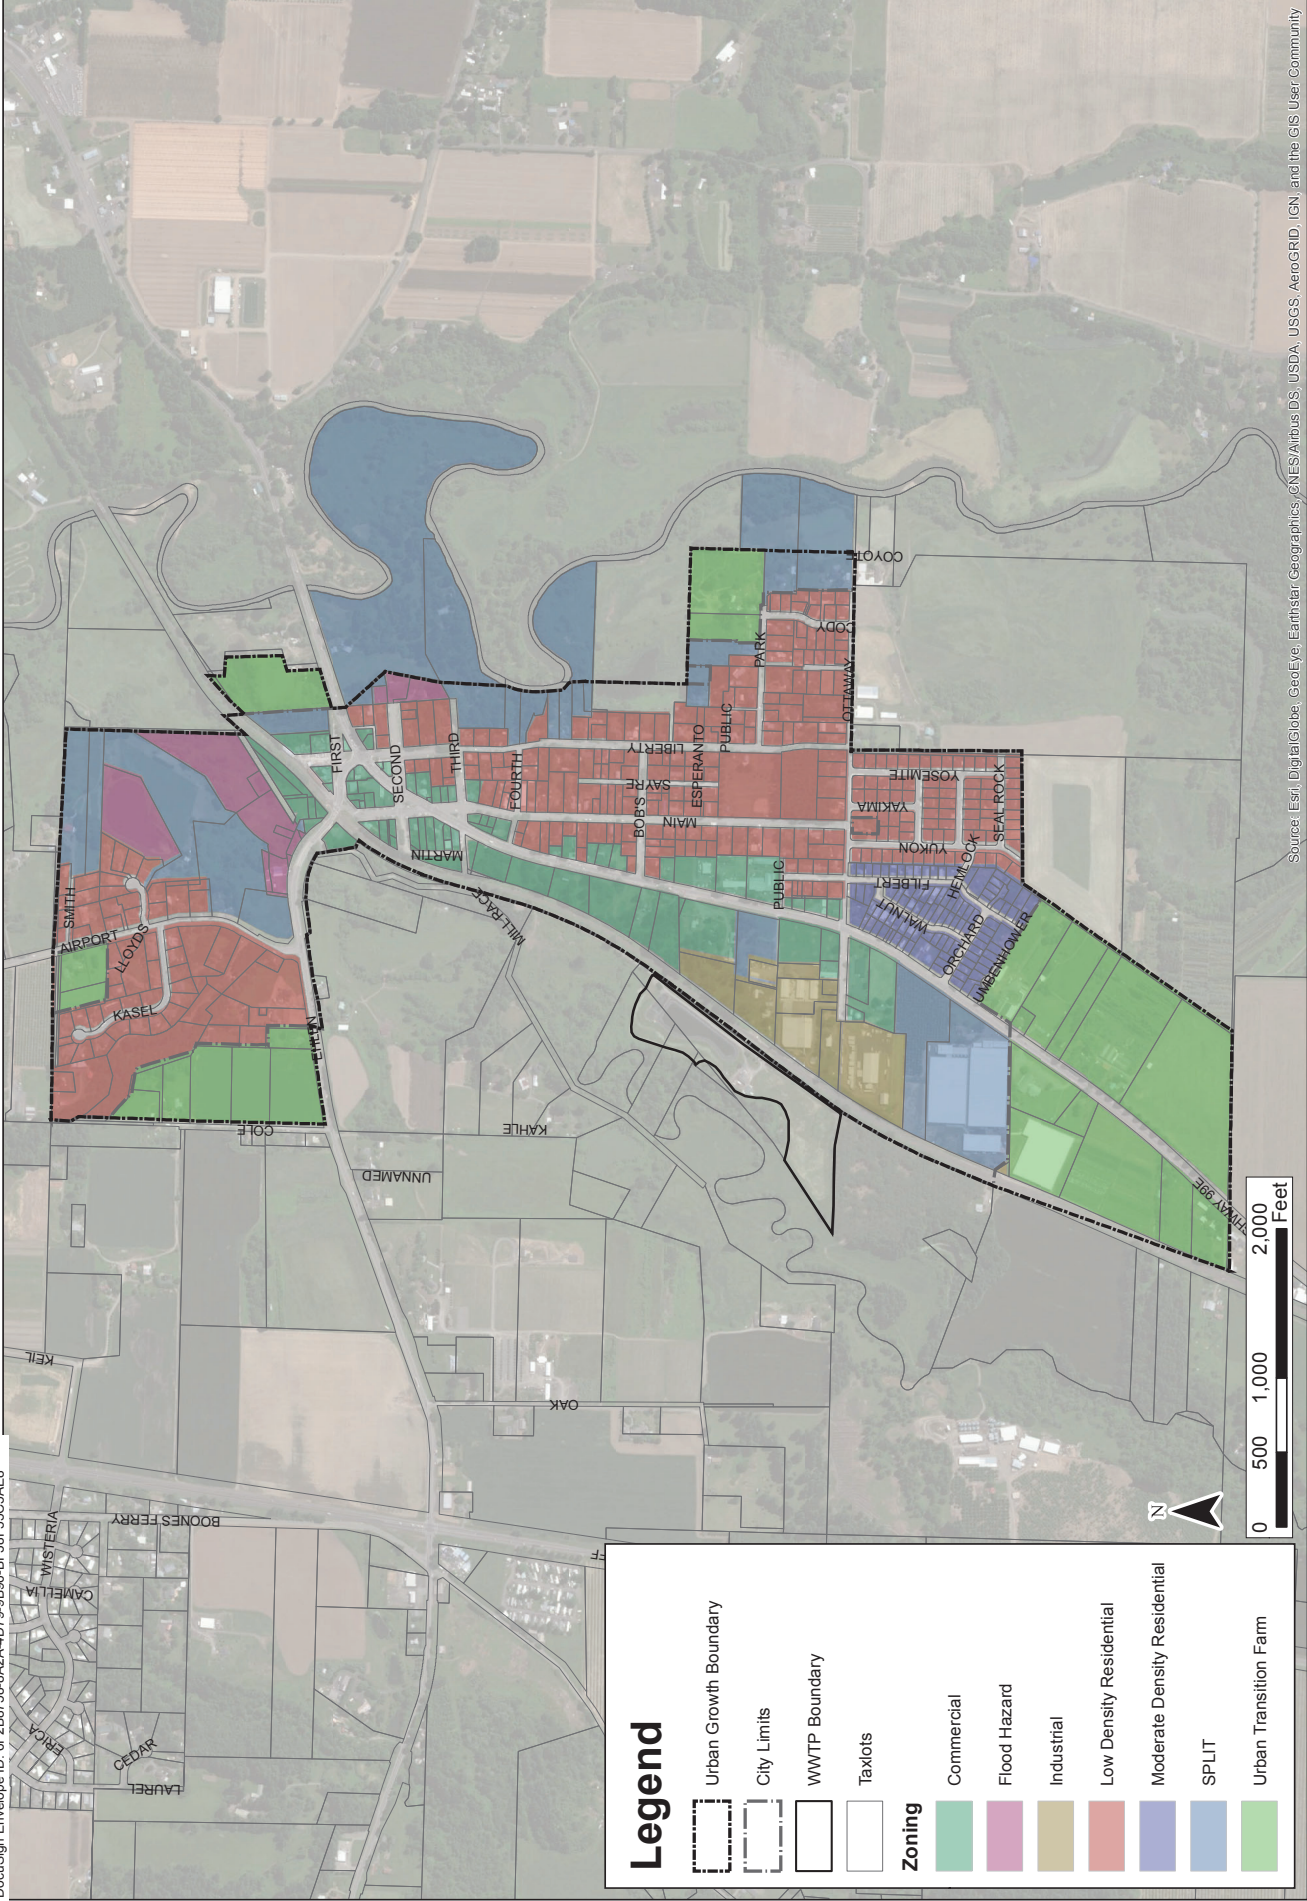 KEIL
WISTERIA
CAMELLIA
BOONES FERRY
ERICA
CEDAR
LAUREL
OAK
UNNAMED
KAHLE
COLE
EHLEN
KASEL
LLOYDS
AIRPORT
SMITH
MILL-RACE
MARTIN
FIRST
SECOND
THIRD
FOURTH
LIBERTY
SAYRE
BOB'S
MAIN
ESPERANTO
PUBLIC
PARK
CODY
COYOTE
OTTAWAY
PUBLIC
YOSEMITE
YAKIMA
YUKON
SEAL ROCK
HEMLOCK
FILBERT
WALNUT
ORCHARD
UMBENHOWER
HWAY 99E
Legend
Urban Growth Boundary
City Limits
WWTP Boundary
Taxlots
Zoning
Commercial
Flood Hazard
Industrial
Low Density Residential
Moderate Density Residential
SPLIT
Urban Transition Farm
N
0 500 1,000 2,000
Feet
Source: Esri, DigitalGlobe, GeoEye, Earthstar Geographics, CNES/Airbus DS, USDA, USGS, AeroGRID, IGN, and the GIS User Community